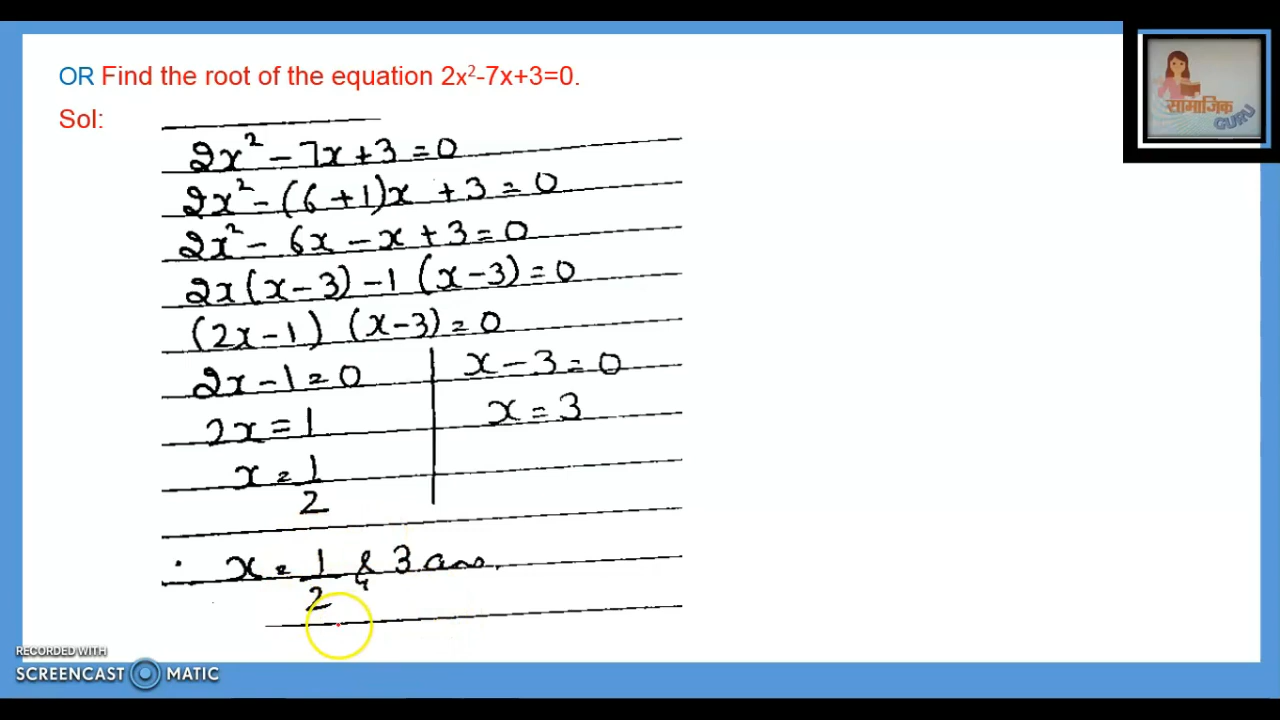 OR Find the root of the equation 2x²-7x+3=0.
सामाजिक
GURU
Sol:
2x² - 7x + 3 = 0
2x² - (6 + 1)x + 3 = 0
2x² - 6x - x + 3 = 0
2x(x - 3) - 1 (x - 3) = 0
(2x - 1) (x - 3) = 0
2x - 1 = 0 | x - 3 = 0
2x = 1 | x = 3
x = 1/2
∴ x = 1/2 & 3 ans.
RECORDED WITH
SCREENCAST MATIC